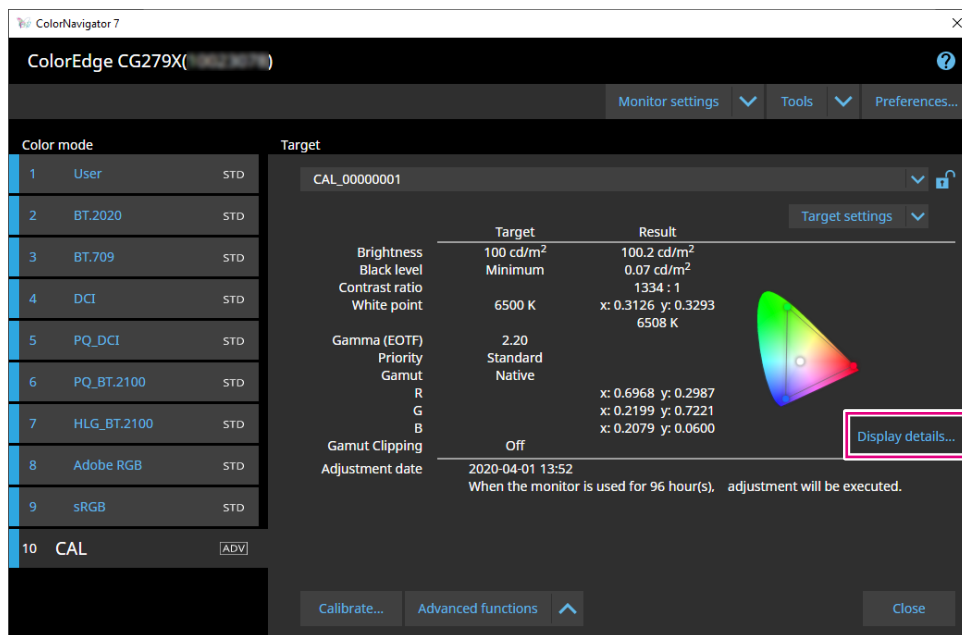 ColorNavigator 7
ColorEdge CG279X( )
Monitor settings Tools Preferences...
Color mode
1 User STD
2 BT.2020 STD
3 BT.709 STD
4 DCI STD
5 PQ_DCI STD
6 PQ_BT.2100 STD
7 HLG_BT.2100 STD
8 Adobe RGB STD
9 sRGB STD
10 CAL ADV
Target
CAL_00000001
Target settings
Target Result
Brightness 100 cd/m² 100.2 cd/m²
Black level Minimum 0.07 cd/m²
Contrast ratio 1334 : 1
White point 6500 K x: 0.3126 y: 0.3293
6508 K
Gamma (EOTF) 2.20
Priority Standard
Gamut Native
R x: 0.6968 y: 0.2987
G x: 0.2199 y: 0.7221
B x: 0.2079 y: 0.0600
Gamut Clipping Off
Display details...
Adjustment date 2020-04-01 13:52
When the monitor is used for 96 hour(s), adjustment will be executed.
Calibrate... Advanced functions Close